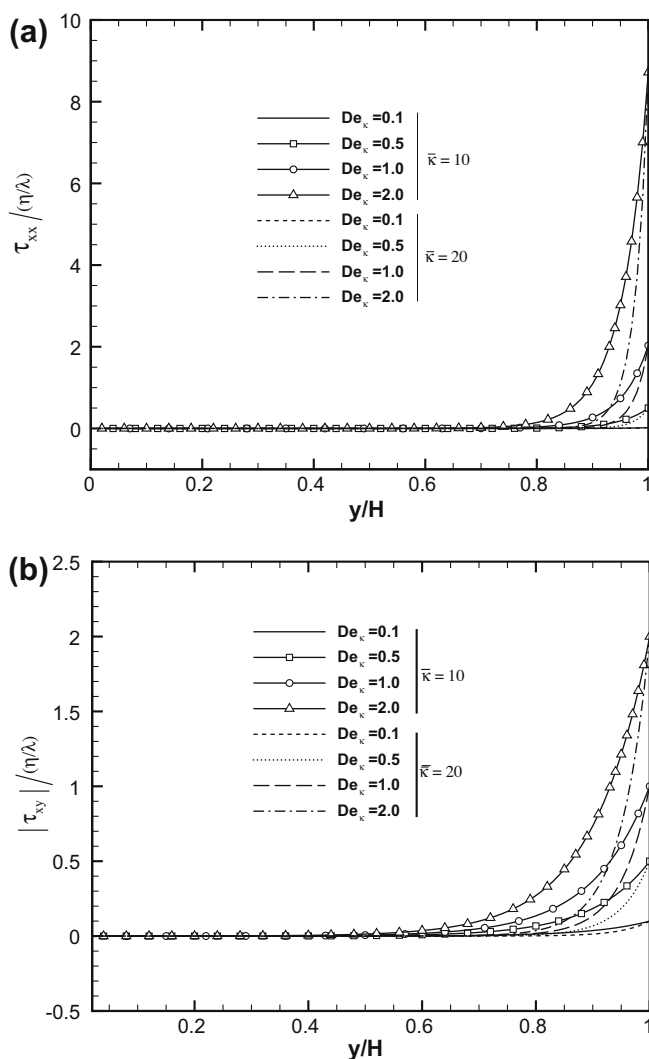 (a)
10
8
6
4
2
0
τxx/(η/λ)
Deκ=0.1
Deκ=0.5
Deκ=1.0
Deκ=2.0
κ̄ = 10
Deκ=0.1
Deκ=0.5
Deκ=1.0
Deκ=2.0
κ̄ = 20
0 0.2 0.4 0.6 0.8 1
y/H
(b)
2.5
2
1.5
1
0.5
0
-0.5
|τxy|/(η/λ)
Deκ=0.1
Deκ=0.5
Deκ=1.0
Deκ=2.0
κ̄ = 10
Deκ=0.1
Deκ=0.5
Deκ=1.0
Deκ=2.0
κ̄ = 20
0.2 0.4 0.6 0.8 1
y/H